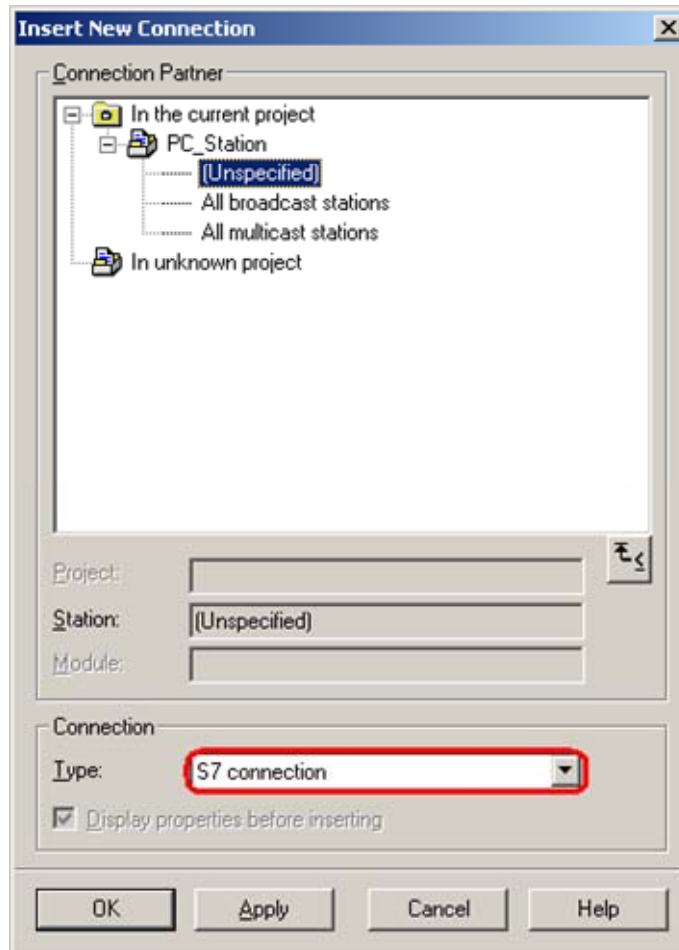 Insert New Connection
Connection Partner
In the current project
PC_Station
(Unspecified)
All broadcast stations
All multicast stations
In unknown project
Project:
Station: (Unspecified)
Module:
Connection
Type: S7 connection
Display properties before inserting
OK Apply Cancel Help